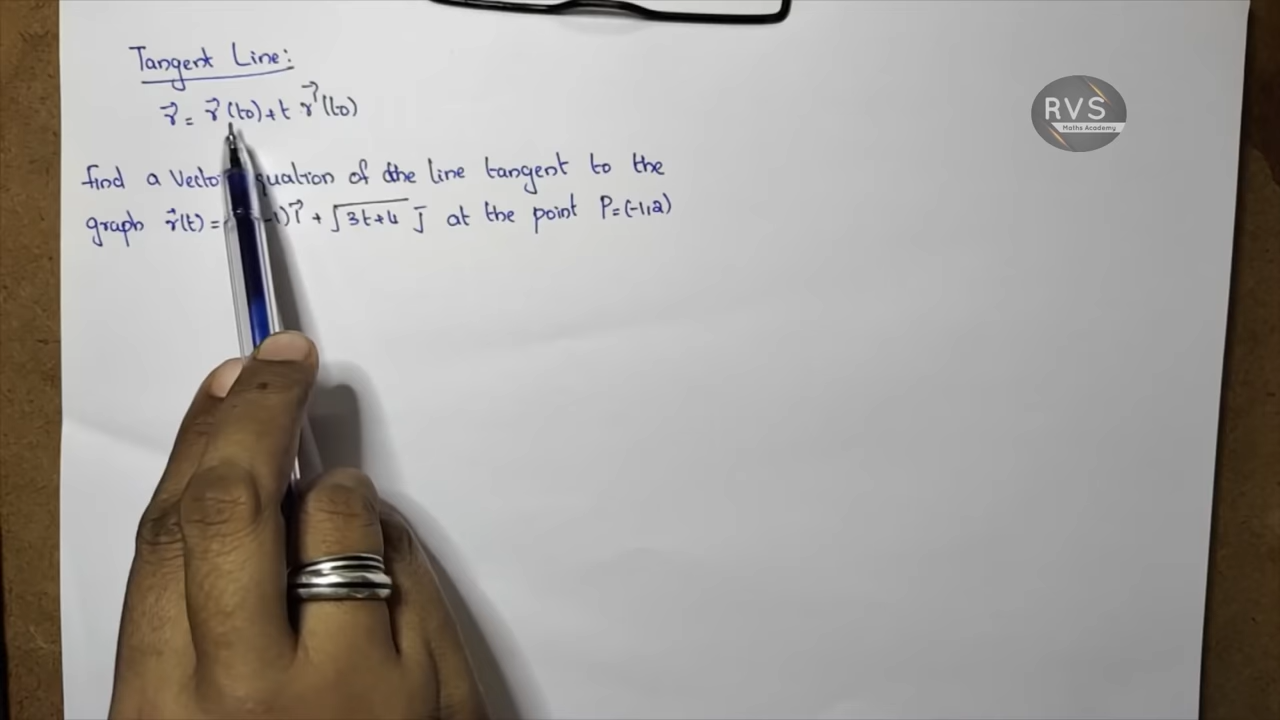 Tangent Line:
r⃗ = r⃗(t0)+t r⃗'(t0)
find a vector equation of the line tangent to the
graph r⃗(t)= -1)i⃗ + √3t+4 j⃗ at the point P=(-1,2)
RVS
Maths Academy